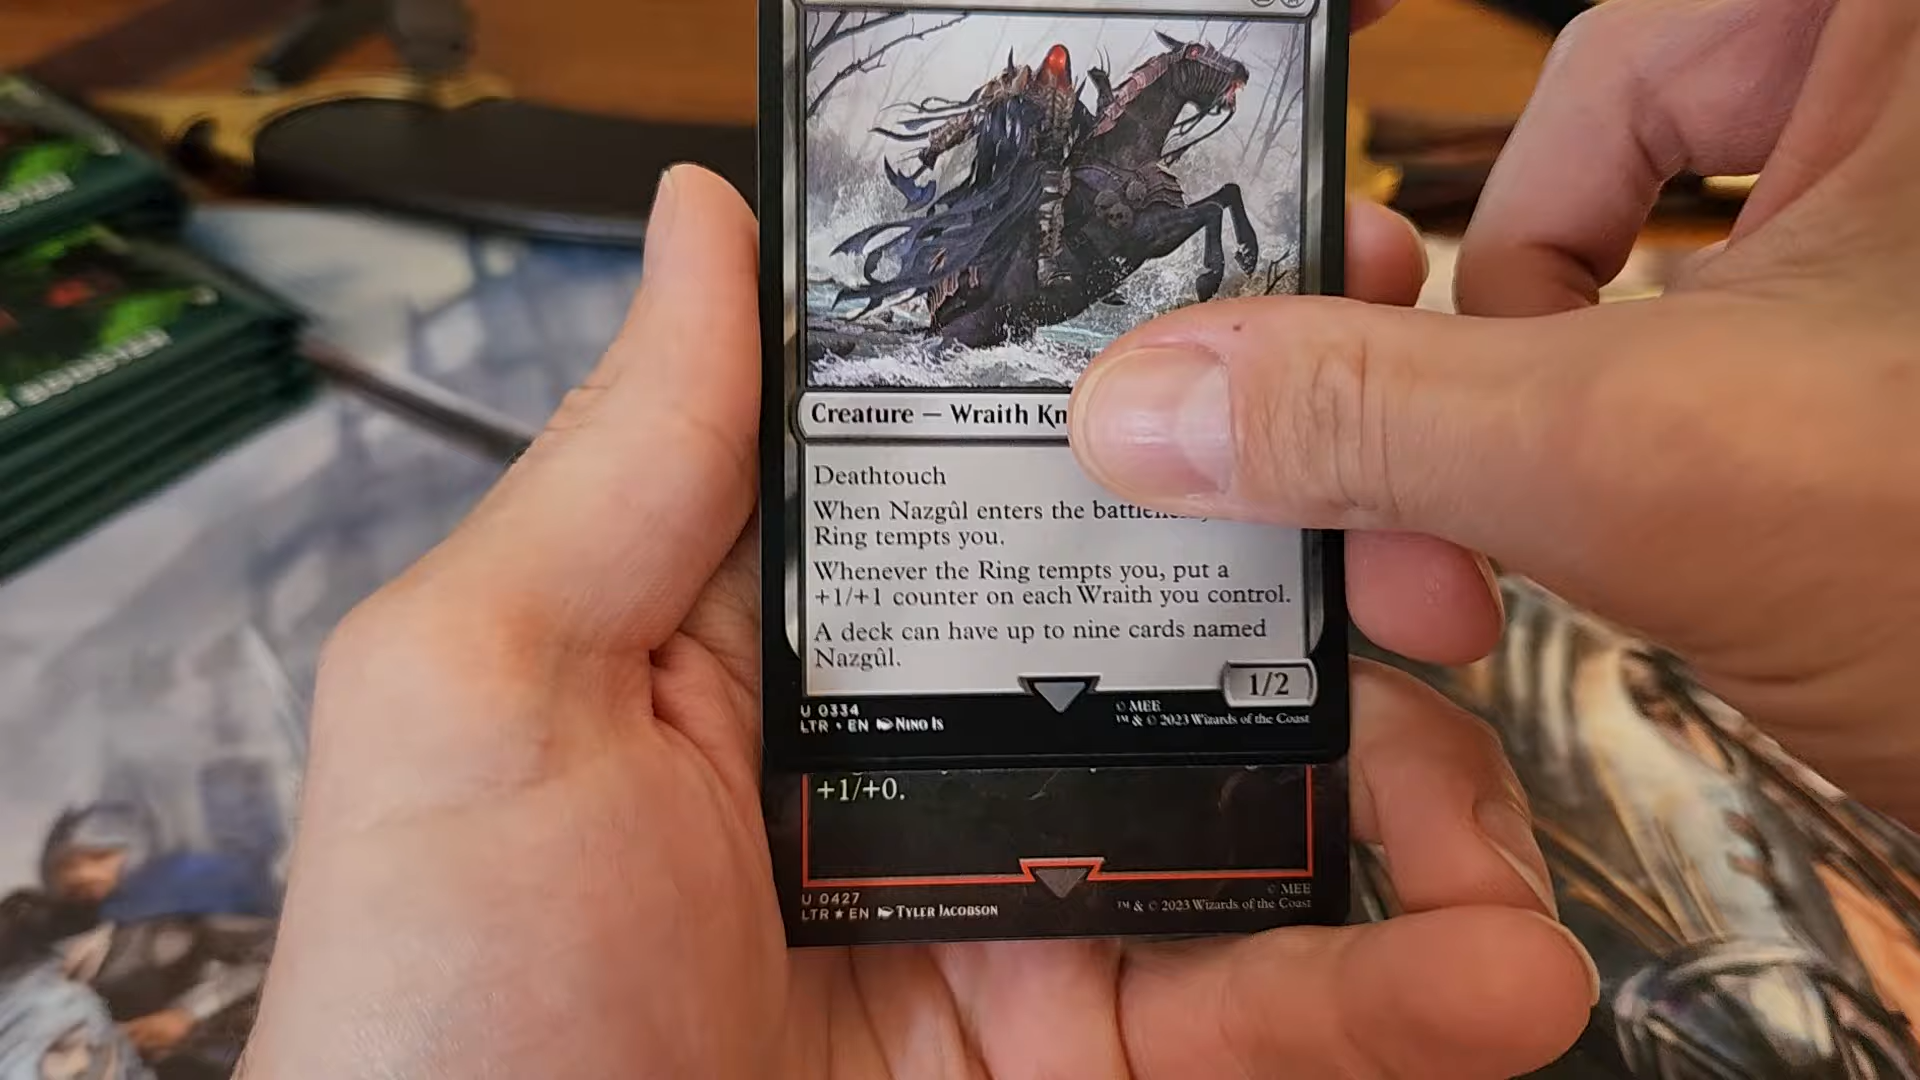 BOOSTER
Creature — Wraith Kn
Deathtouch
When Nazgûl enters the
Ring tempts you.
Whenever the Ring tempts you, put a
+1/+1 counter on each Wraith you control.
A deck can have up to nine cards named
Nazgûl.
1/2
U 0334
LTR • EN Nino Is
© MEE
™ & © 2023 Wizards of the Coast
+1/+0.
U 0427
LTR ★ EN Tyler Jacobson
© MEE
™ & © 2023 Wizards of the Coast